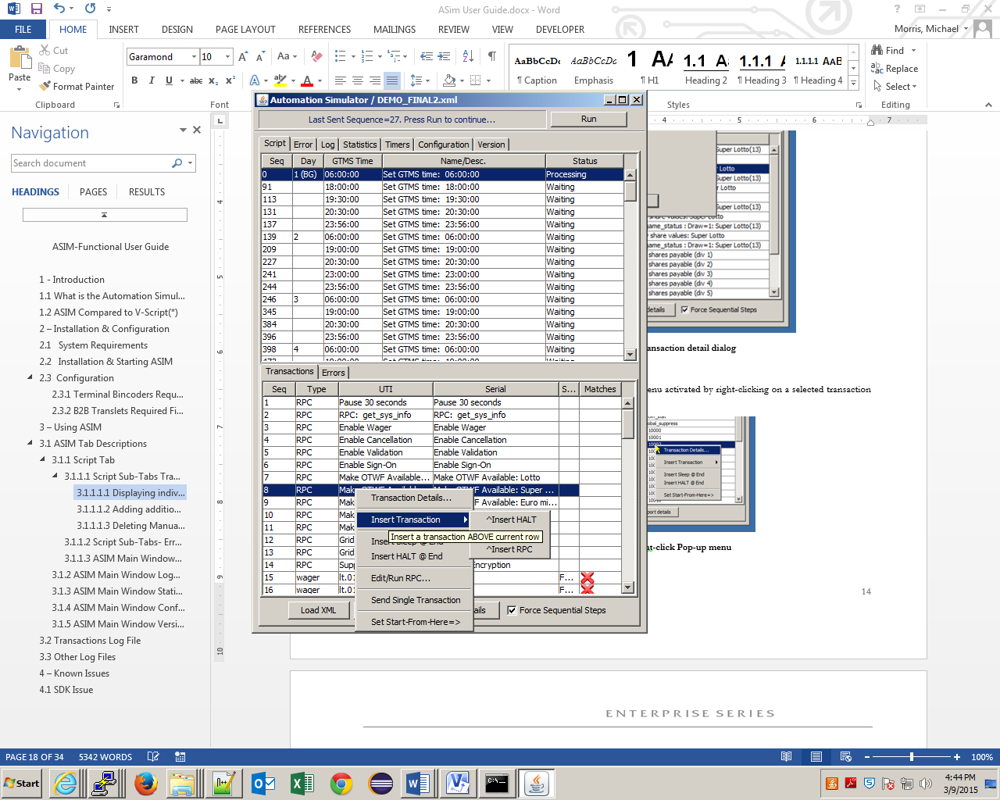 ASim User Guide.docx - Word
FILE HOME INSERT DESIGN PAGE LAYOUT REFERENCES MAILINGS REVIEW VIEW DEVELOPER
Morris, Michael
Paste
Cut
Copy
Format Painter
Clipboard
Garamond 10
Font
AaBbCcDc AaBbCcDc 1 AA 1.1 A 1.1.1 A 1.1.1.1 AaB
¶ Caption Emphasis ¶ H1 Heading 2 ¶ Heading 3 ¶ Heading 4
Styles
Find
Replace
Select
Editing
Navigation
Search document
HEADINGS PAGES RESULTS
ASIM-Functional User Guide
1 - Introduction
1.1 What is the Automation Simul...
1.2 ASIM Compared to V-Script(*)
2 – Installation & Configuration
2.1 System Requirements
2.2 Installation & Starting ASIM
2.3 Configuration
2.3.1 Terminal Bincoders Requ...
2.3.2 B2B Translets Required Fi...
3 – Using ASIM
3.1 ASIM Tab Descriptions
3.1.1 Script Tab
3.1.1.1 Script Sub-Tabs Tra...
3.1.1.1.1 Displaying indiv...
3.1.1.1.2 Adding additio...
3.1.1.1.3 Deleting Manua...
3.1.1.2 Script Sub-Tabs- Err...
3.1.1.3 ASIM Main Window...
3.1.2 ASIM Main Window Log...
3.1.3 ASIM Main Window Stati...
3.1.4 ASIM Main Window Conf...
3.1.5 ASIM Main Window Versi...
3.2 Transactions Log File
3.3 Other Log Files
4 – Known Issues
4.1 SDK Issue
Automation Simulator / DEMO_FINAL2.xml
Last Sent Sequence=27. Press Run to continue... Run
Script Error Log Statistics Timers Configuration Version
Seq Day GTMS Time Name/Desc. Status
0 1 (BG) 06:00:00 Set GTMS time: 06:00:00 Processing
91 18:00:00 Set GTMS time: 18:00:00 Waiting
113 19:30:00 Set GTMS time: 19:30:00 Waiting
131 20:30:00 Set GTMS time: 20:30:00 Waiting
137 23:56:00 Set GTMS time: 23:56:00 Waiting
139 2 06:00:00 Set GTMS time: 06:00:00 Waiting
209 19:00:00 Set GTMS time: 19:00:00 Waiting
227 20:30:00 Set GTMS time: 20:30:00 Waiting
241 23:00:00 Set GTMS time: 23:00:00 Waiting
244 23:56:00 Set GTMS time: 23:56:00 Waiting
246 3 06:00:00 Set GTMS time: 06:00:00 Waiting
345 19:00:00 Set GTMS time: 19:00:00 Waiting
384 20:30:00 Set GTMS time: 20:30:00 Waiting
396 23:56:00 Set GTMS time: 23:56:00 Waiting
398 4 06:00:00 Set GTMS time: 06:00:00 Waiting
Transactions Errors
Seq Type UTI Serial S... Matches
1 RPC Pause 30 seconds Pause 30 seconds
2 RPC RPC: get_sys_info RPC: get_sys_info
3 RPC Enable Wager Enable Wager
4 RPC Enable Cancellation Enable Cancellation
5 RPC Enable Validation Enable Validation
6 RPC Enable Sign-On Enable Sign-On
7 RPC Make OTWF Available... Make OTWF Available: Lotto
8 RPC Make OTWF Available... Make OTWF Available: Super ...
9 RPC Mak WF Available: Euro mi...
10 RPC Mak
11 RPC Mak
12 RPC Grid
13 RPC Grid
14 RPC Supp Encryption
15 wager lt.01 F...
16 wager lt.01 F...
Transaction Details...
Insert Transaction
Insert Sleep @ End
Insert HALT @ End
Edit/Run RPC...
Send Single Transaction
Set Start-From-Here=>
^Insert HALT
Insert a transaction ABOVE current row
^Insert RPC
Load XML ails Force Sequential Steps
4 5 6 7
Super Lotto(13)
Lotto
Super Lotto(13)
r Lotto
Super Lotto(13)
share values: Super Lotto
ame_status : Draw=1: Super Lotto(13)
share values: Super Lotto
ame_status : Draw=1: Super Lotto(13)
shares payable (div 1)
shares payable (div 2)
shares payable (div 3)
shares payable (div 4)
shares payable (div 5)
details Force Sequential Steps
ansaction detail dialog
enu activated by right-clicking on a selected transaction
obal_suppress
10000
10001
10002
Transaction Details...
Insert Transaction
Insert Sleep @ End
Insert HALT @ End
Set Start-From-Here=>
port details
ht-click Pop-up menu
14
ENTERPRISE SERIES
PAGE 18 OF 34 5342 WORDS 100%
Start
4:44 PM
3/9/2015